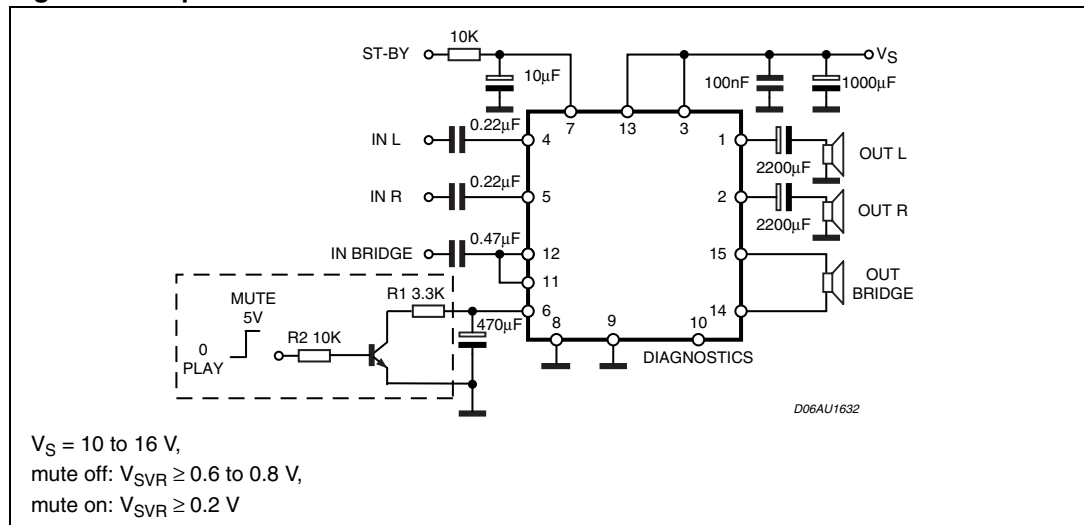 10K
ST-BY
10µF
7
13
3
100nF
1000µF
VS
IN L
0.22µF
4
1
2200µF
OUT L
IN R
0.22µF
5
2
2200µF
OUT R
IN BRIDGE
0.47µF
12
11
15
14
OUT
BRIDGE
MUTE
5V
0
PLAY
R2 10K
R1 3.3K
6
470µF
8
9
10
DIAGNOSTICS
D06AU1632
VS = 10 to 16 V,
mute off: VSVR ≥ 0.6 to 0.8 V,
mute on: VSVR ≥ 0.2 V